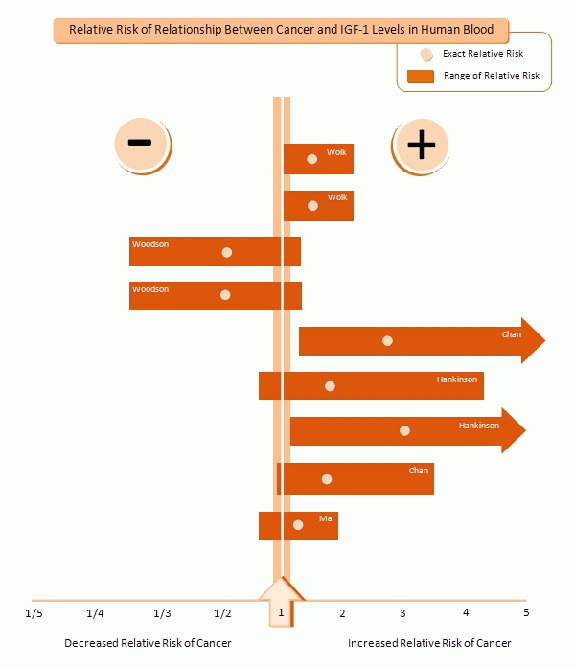 Relative Risk of Relationship Between Cancer and IGF-1 Levels in Human Blood
Exact Relative Risk
Range of Relative Risk
Wolk
Wolk
Woodson
Woodson
Chan
Hankinson
Hankinson
Chan
Ma
1/5 1/4 1/3 1/2 1 2 3 4 5
Decreased Relative Risk of Cancer Increased Relative Risk of Cancer